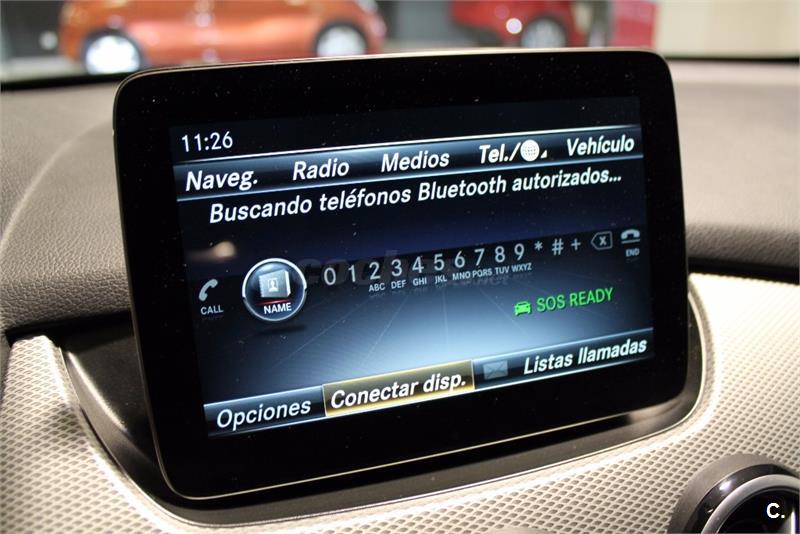 11:26
Naveg. Radio Medios Tel./ Vehículo
Buscando teléfonos Bluetooth autorizados...
CALL NAME 0 1 2 3 4 5 6 7 8 9 * # + END
ABC DEF GHI JKL MNO PQRS TUV WXYZ
SOS READY
Opciones Conectar disp. Listas llamadas
C.